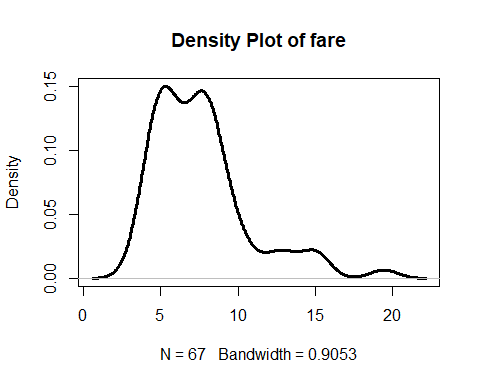 Density Plot of fare
Density
0.15
0.10
0.05
0.00
0 5 10 15 20
N = 67 Bandwidth = 0.9053